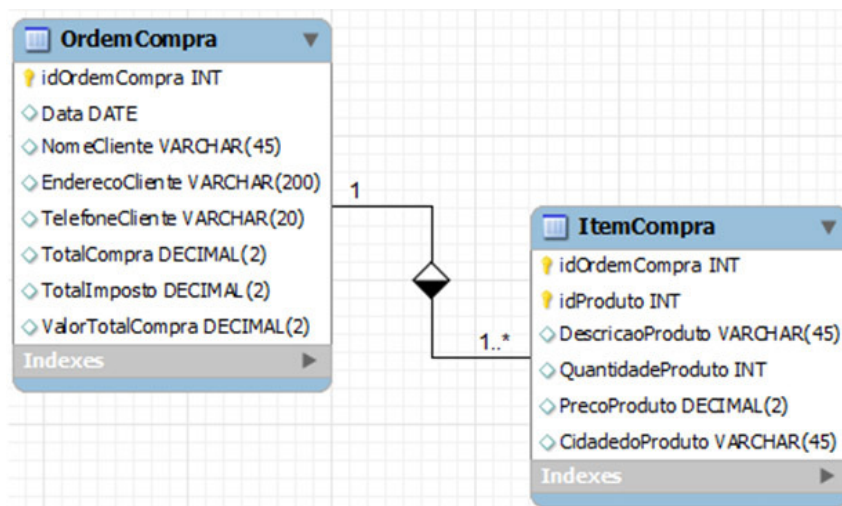 OrdemCompra
idOrdemCompra INT
Data DATE
NomeCliente VARCHAR(45)
EnderecoCliente VARCHAR(200)
TelefoneCliente VARCHAR(20)
TotalCompra DECIMAL(2)
TotalImposto DECIMAL(2)
ValorTotalCompra DECIMAL(2)
Indexes
1
1..*
ItemCompra
idOrdemCompra INT
idProduto INT
DescricaoProduto VARCHAR(45)
QuantidadeProduto INT
PrecoProduto DECIMAL(2)
CidadedoProduto VARCHAR(45)
Indexes